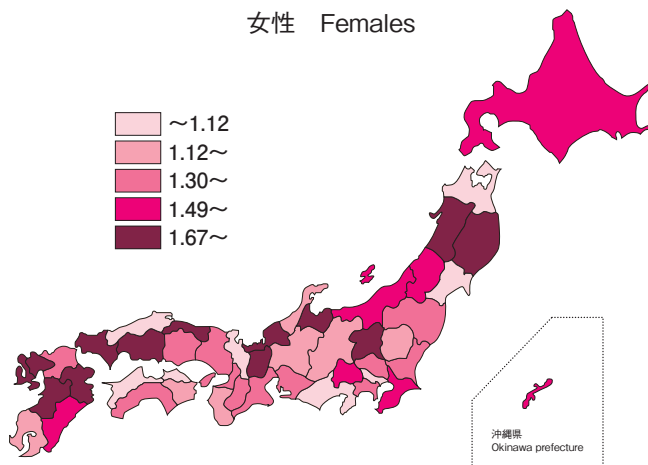 女性　Females
～1.12
1.12～
1.30～
1.49～
1.67～
沖縄県
Okinawa prefecture